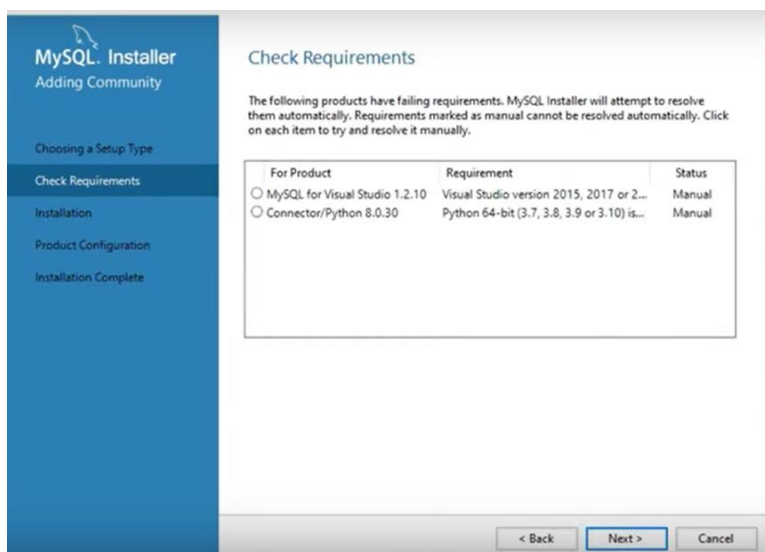 MySQL. Installer
Adding Community
Choosing a Setup Type
Check Requirements
Installation
Product Configuration
Installation Complete
Check Requirements
The following products have failing requirements. MySQL Installer will attempt to resolve
them automatically. Requirements marked as manual cannot be resolved automatically. Click
on each item to try and resolve it manually.
For Product Requirement Status
MySQL for Visual Studio 1.2.10 Visual Studio version 2015, 2017 or 2... Manual
Connector/Python 8.0.30 Python 64-bit (3.7, 3.8, 3.9 or 3.10) is... Manual
< Back Next > Cancel